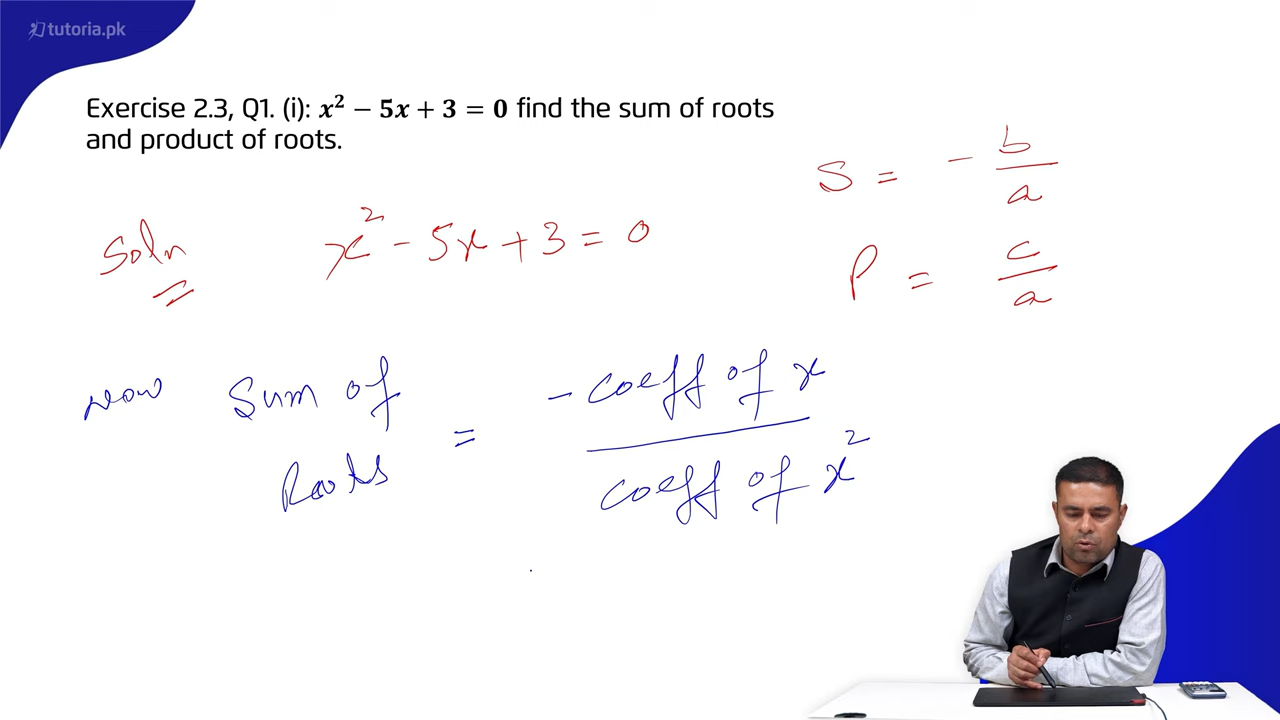 tutoria.pk
Exercise 2.3, Q1. (i): x² − 5x + 3 = 0 find the sum of roots
and product of roots.
S = − b/a
Soln x² − 5x + 3 = 0
P = c/a
Now Sum of Roots = − coeff of x / coeff of x²